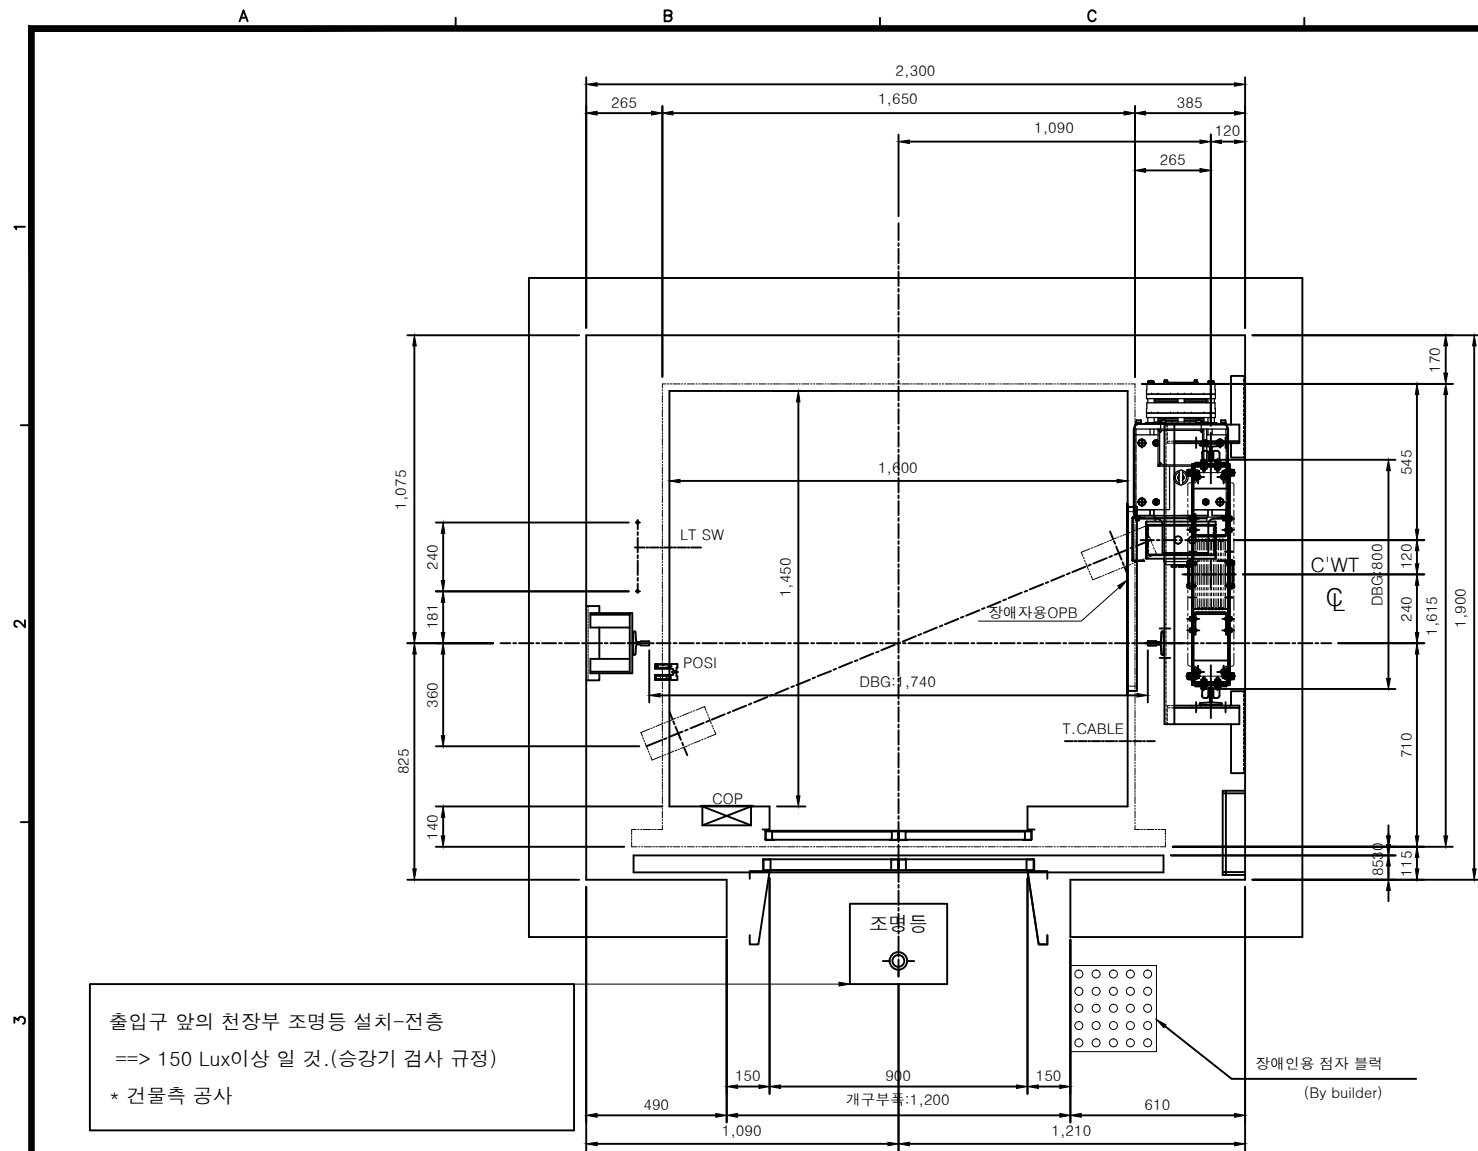 A
B
C
2,300
265
1,650
385
1,090
120
265
1
170
1,600
1,075
545
LT SW
240
1,450
C'WT
120
DBG:800
℄
장애자용OPB
181
240
1,615
1,900
2
POSI
DBG:1,740
360
T.CABLE
710
825
COP
140
8530
115
조명등
3
출입구 앞의 천장부 조명등 설치-전층
==> 150 Lux이상 일 것.(승강기 검사 규정)
* 건물측 공사
장애인용 점자 블럭
(By builder)
150
900
150
490
개구부폭:1,200
610
1,090
1,210